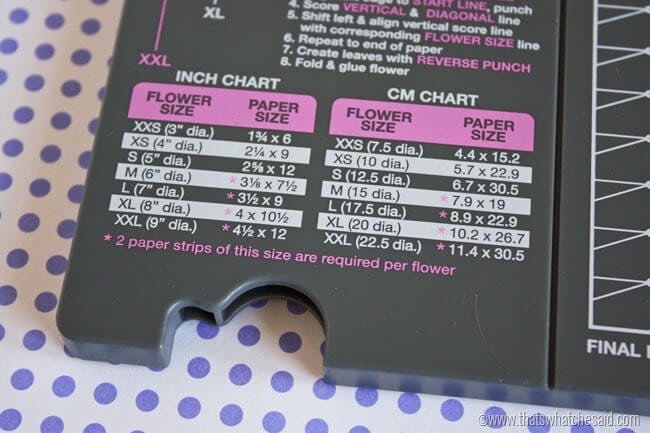 XL
XXL
START LINE, punch
4. Score VERTICAL & DIAGONAL line
5. Shift left & align vertical score line
with corresponding FLOWER SIZE line
6. Repeat to end of paper
7. Create leaves with REVERSE PUNCH
8. Fold & glue flower
INCH CHART
FLOWER SIZE PAPER SIZE
XXS (3" dia.) 1¾ x 6
XS (4" dia.) 2¼ x 9
S (5" dia.) 2⅝ x 12
M (6" dia.) * 3⅛ x 7½
L (7" dia.) * 3½ x 9
XL (8" dia.) * 4 x 10½
XXL (9" dia.) * 4½ x 12
CM CHART
FLOWER SIZE PAPER SIZE
XXS (7.5 dia.) 4.4 x 15.2
XS (10 dia.) 5.7 x 22.9
S (12.5 dia.) 6.7 x 30.5
M (15 dia.) * 7.9 x 19
L (17.5 dia.) * 8.9 x 22.9
XL (20 dia.) * 10.2 x 26.7
XXL (22.5 dia.) * 11.4 x 30.5
* 2 paper strips of this size are required per flower
FINAL
©www.thatswhatchesaid.com